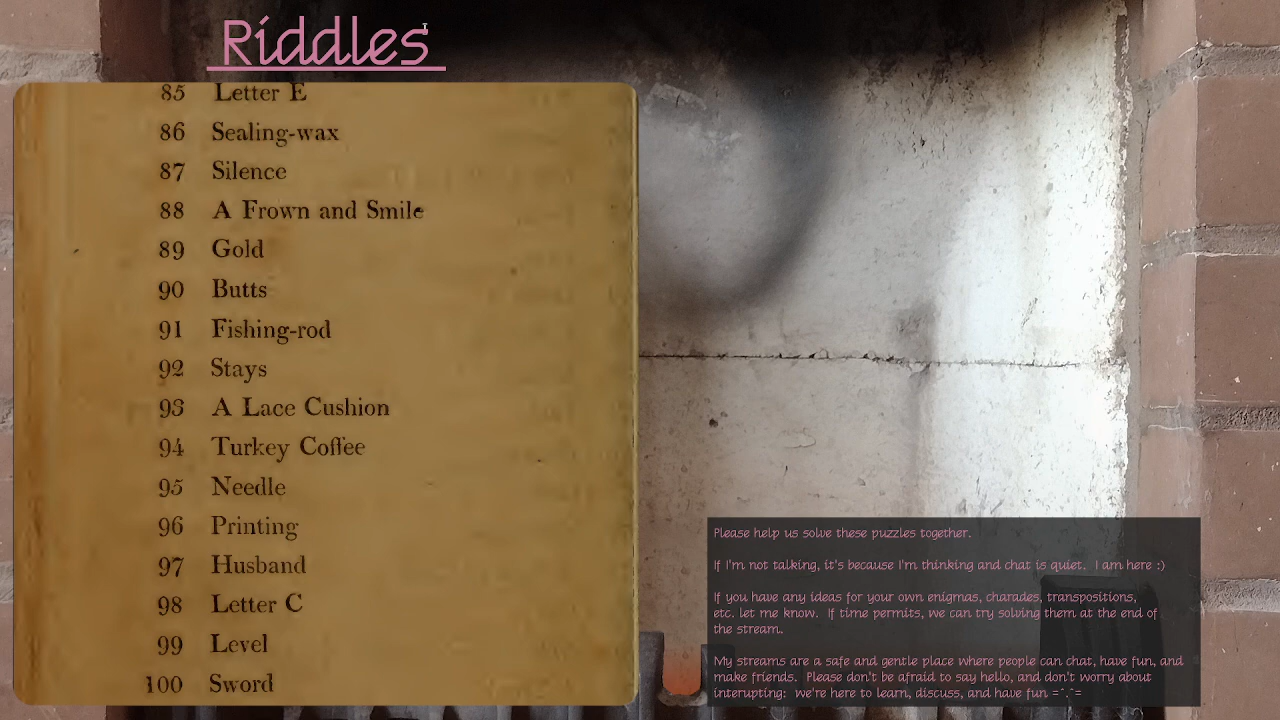 Riddles
85 Letter E
86 Sealing-wax
87 Silence
88 A Frown and Smile
89 Gold
90 Butts
91 Fishing-rod
92 Stays
93 A Lace Cushion
94 Turkey Coffee
95 Needle
96 Printing
97 Husband
98 Letter C
99 Level
100 Sword
Please help us solve these puzzles together.
If I'm not talking, it's because I'm thinking and chat is quiet. I am here :)
If you have any ideas for your own enigmas, charades, transpositions,
etc. let me know. If time permits, we can try solving them at the end of
the stream.
My streams are a safe and gentle place where people can chat, have fun, and
make friends. Please don't be afraid to say hello, and don't worry about
interupting: we're here to learn, discuss, and have fun =^.^=